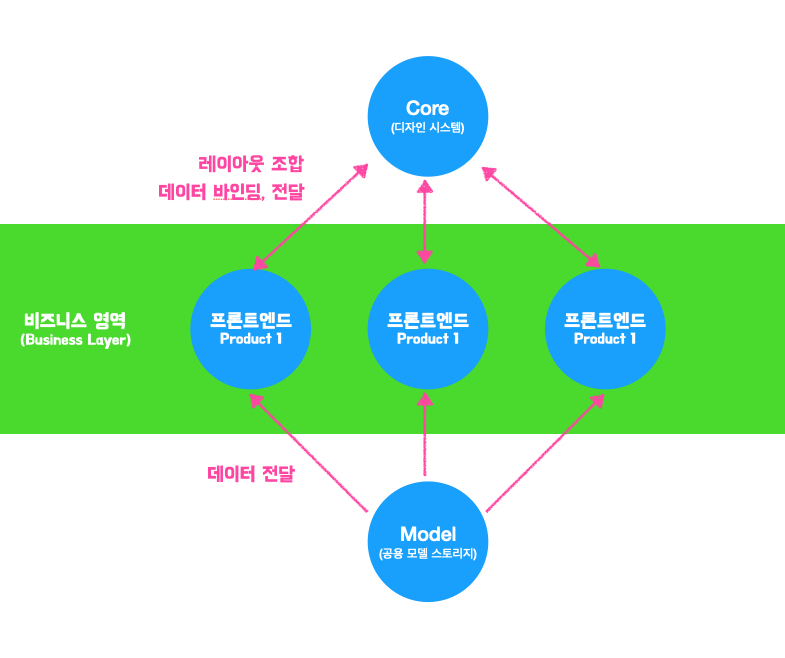 Core
(디자인 시스템)
레이아웃 조합
데이터 바인딩, 전달
비즈니스 영역
(Business Layer)
프론트엔드
Product 1
프론트엔드
Product 1
프론트엔드
Product 1
데이터 전달
Model
(공용 모델 스토리지)